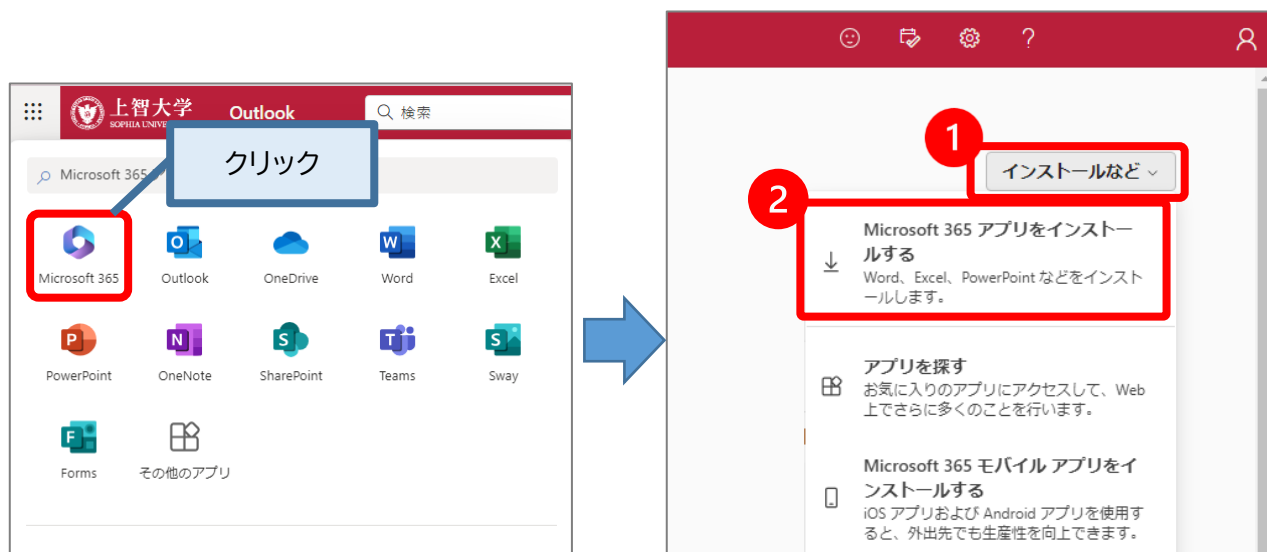 上智大学
SOPHIA UNIVE
Outlook
検索
Microsoft 365
クリック
Microsoft 365
Outlook
OneDrive
Word
Excel
PowerPoint
OneNote
SharePoint
Teams
Sway
Forms
その他のアプリ
1
インストールなど
2
Microsoft 365 アプリをインストー
ルする
Word、Excel、PowerPoint などをインスト
ールします。
アプリを探す
お気に入りのアプリにアクセスして、Web
上でさらに多くのことを行います。
Microsoft 365 モバイル アプリをイ
ンストールする
iOS アプリおよび Android アプリを使用す
ると、外出先でも生産性を向上できます。